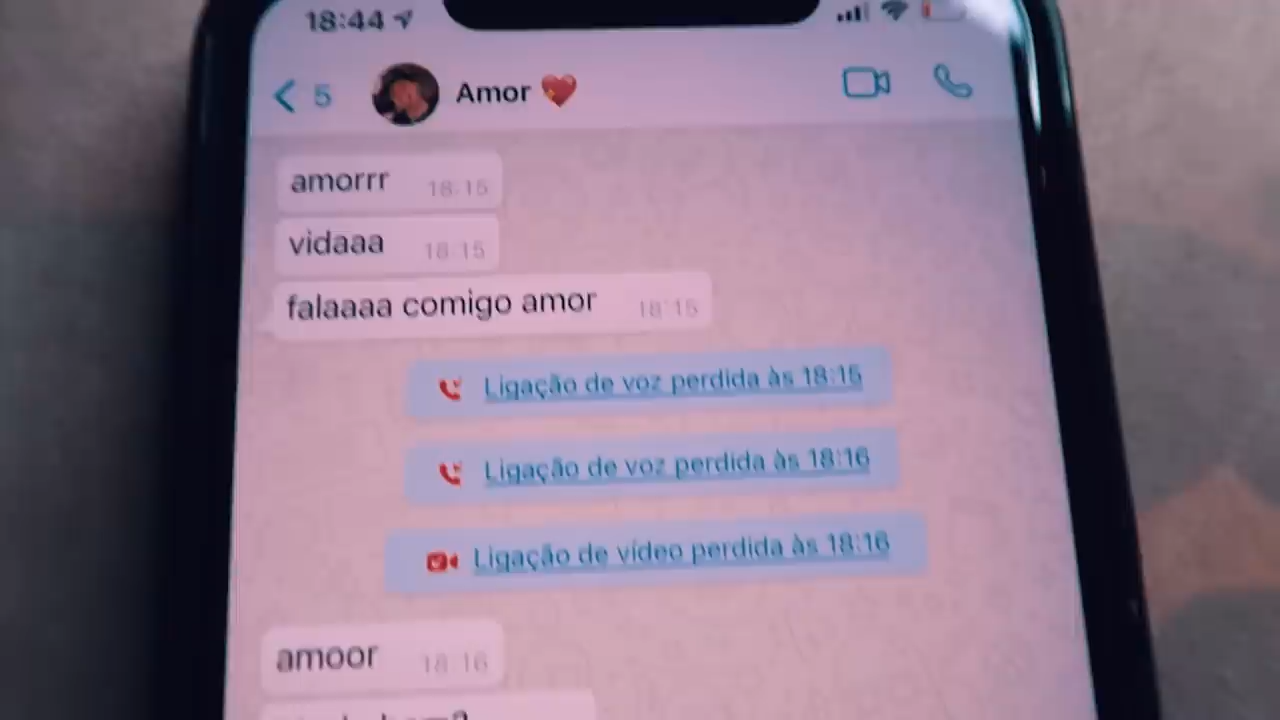 18:44
5
Amor
amorrr 18:15
vidaaa 18:15
falaaaa comigo amor 18:15
Ligação de voz perdida às 18:15
Ligação de voz perdida às 18:16
Ligação de vídeo perdida às 18:16
amoor 18:16